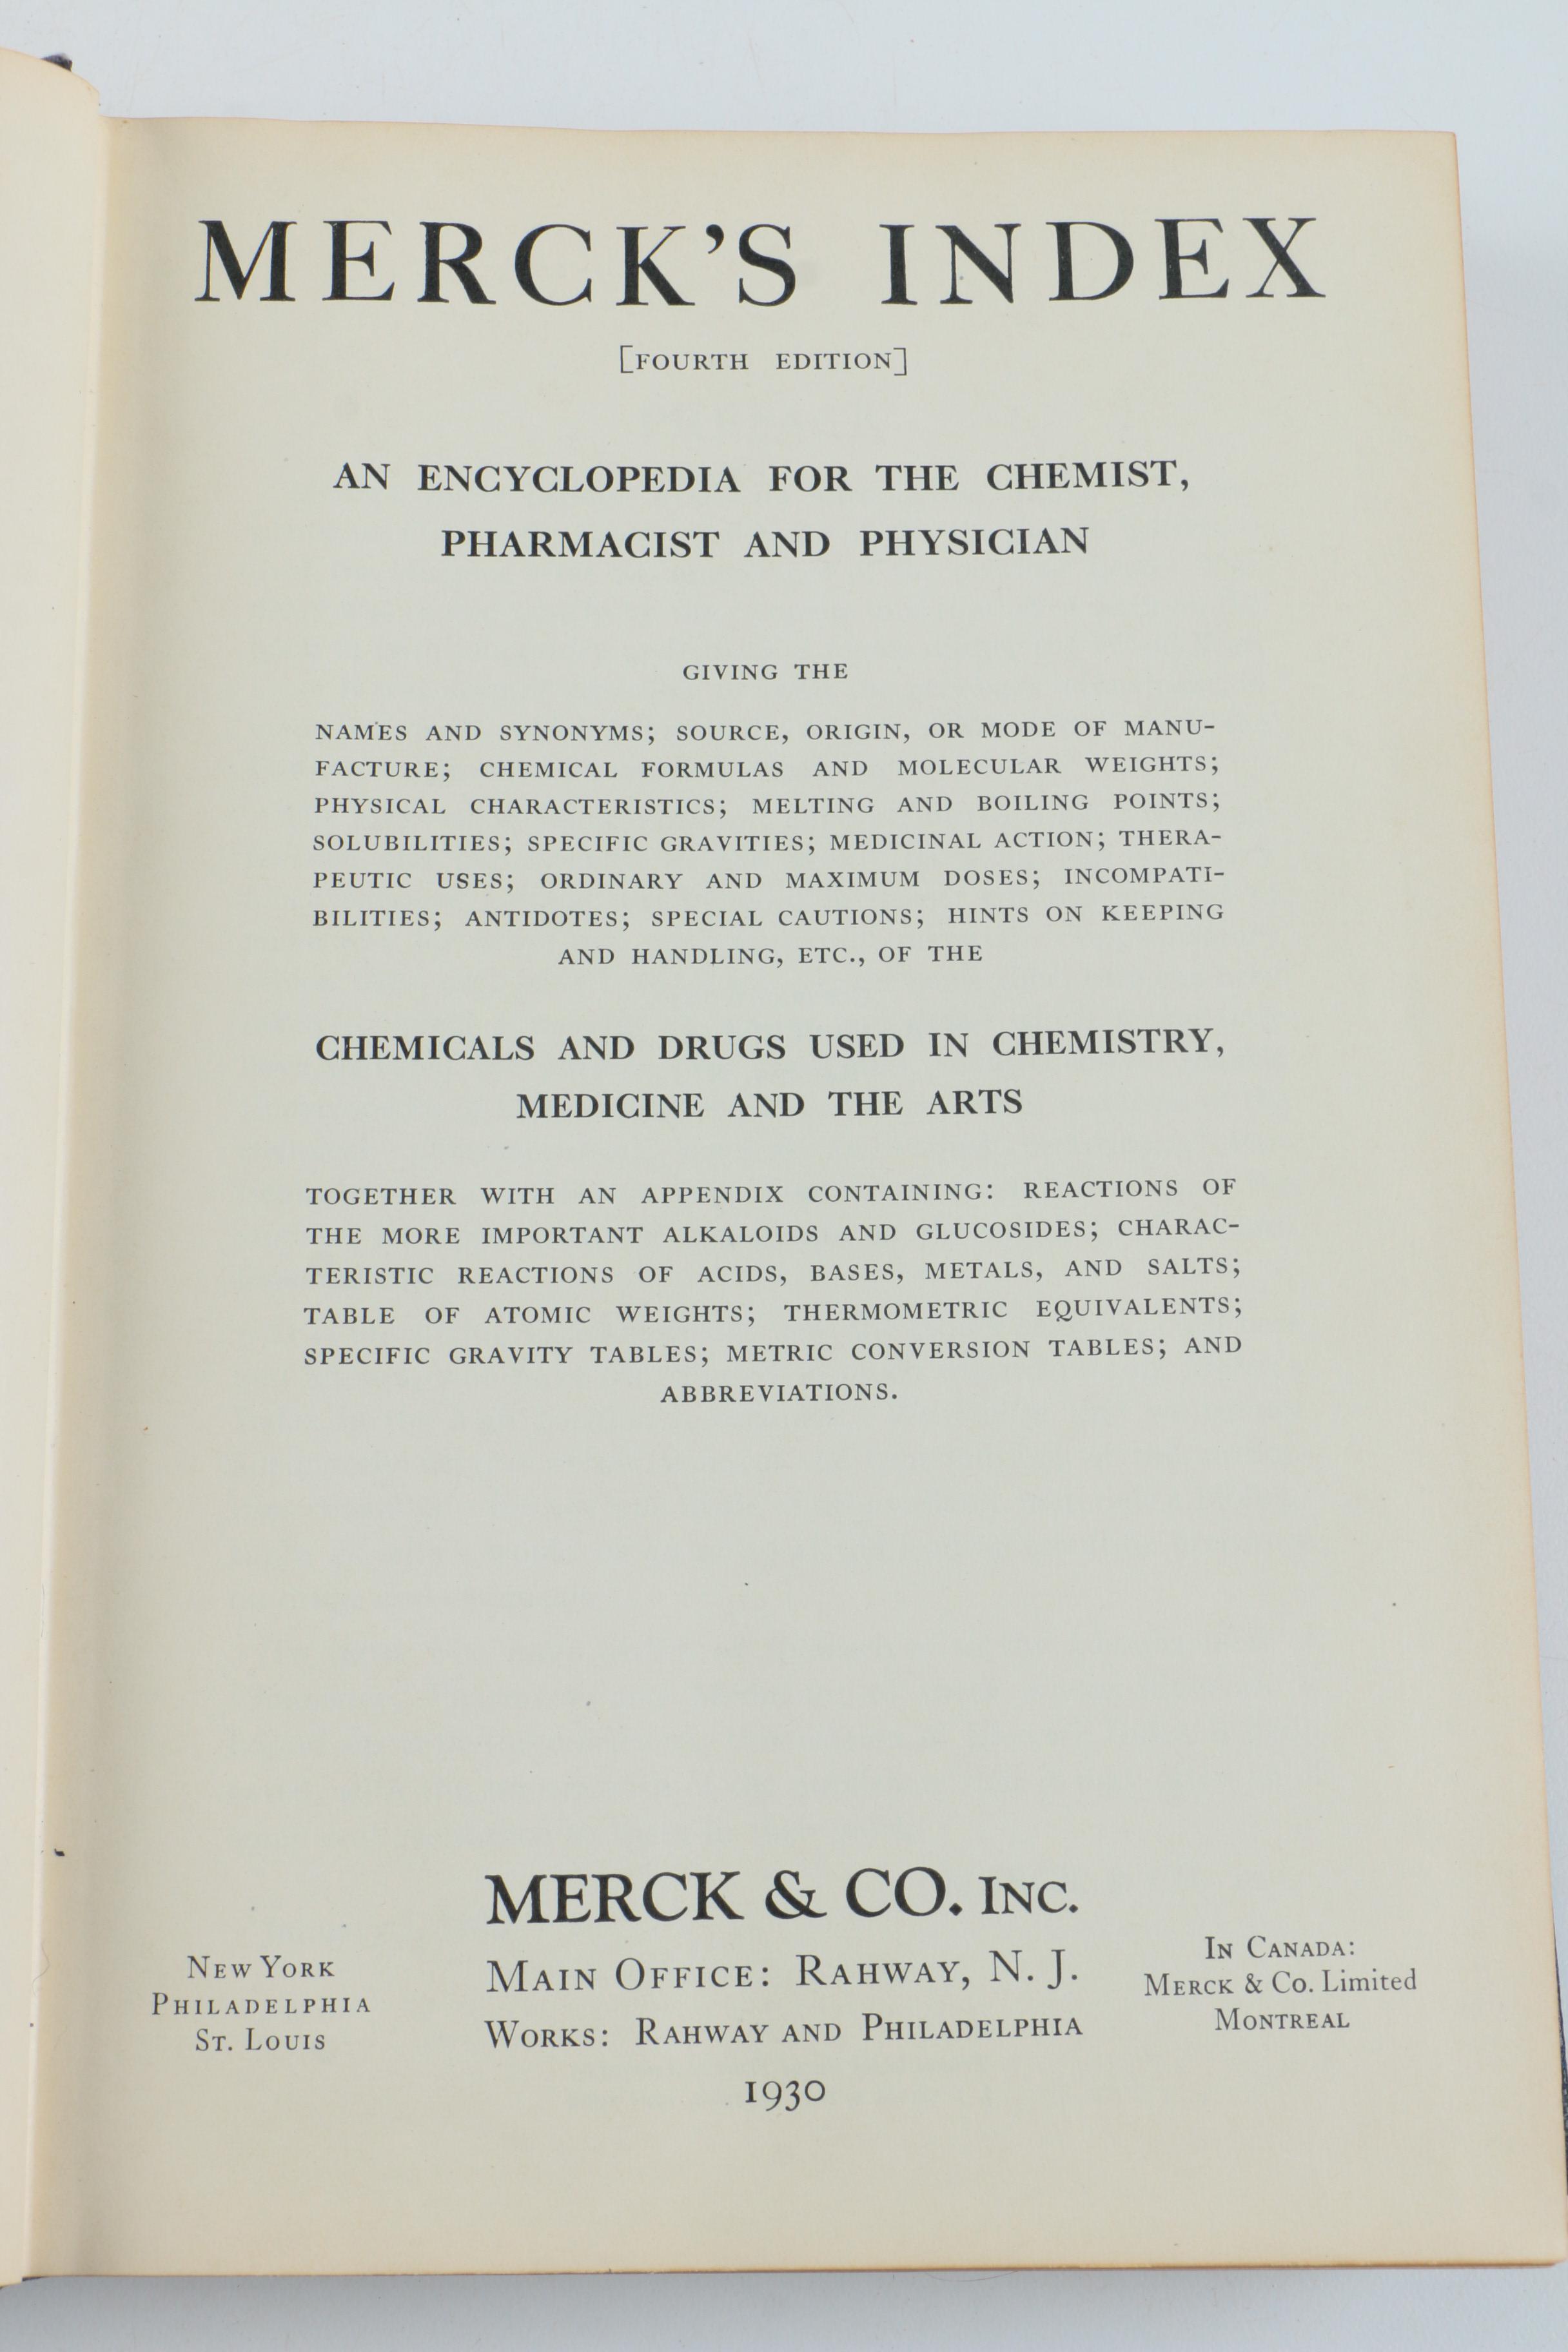 MERCK'S INDEX
[FOURTH EDITION]
AN ENCYCLOPEDIA FOR THE CHEMIST,
PHARMACIST AND PHYSICIAN
GIVING THE
NAMES AND SYNONYMS; SOURCE, ORIGIN, OR MODE OF MANU-
FACTURE; CHEMICAL FORMULAS AND MOLECULAR WEIGHTS;
PHYSICAL CHARACTERISTICS; MELTING AND BOILING POINTS;
SOLUBILITIES; SPECIFIC GRAVITIES; MEDICINAL ACTION; THERA-
PEUTIC USES; ORDINARY AND MAXIMUM DOSES; INCOMPATI-
BILITIES; ANTIDOTES; SPECIAL CAUTIONS; HINTS ON KEEPING
AND HANDLING, ETC., OF THE
CHEMICALS AND DRUGS USED IN CHEMISTRY,
MEDICINE AND THE ARTS
TOGETHER WITH AN APPENDIX CONTAINING: REACTIONS OF
THE MORE IMPORTANT ALKALOIDS AND GLUCOSIDES; CHARAC-
TERISTIC REACTIONS OF ACIDS, BASES, METALS, AND SALTS;
TABLE OF ATOMIC WEIGHTS; THERMOMETRIC EQUIVALENTS;
SPECIFIC GRAVITY TABLES; METRIC CONVERSION TABLES; AND
ABBREVIATIONS.
MERCK & CO. INC.
MAIN OFFICE: RAHWAY, N. J.
WORKS: RAHWAY AND PHILADELPHIA
1930
NEW YORK
PHILADELPHIA
ST. LOUIS
IN CANADA:
MERCK & CO. Limited
MONTREAL